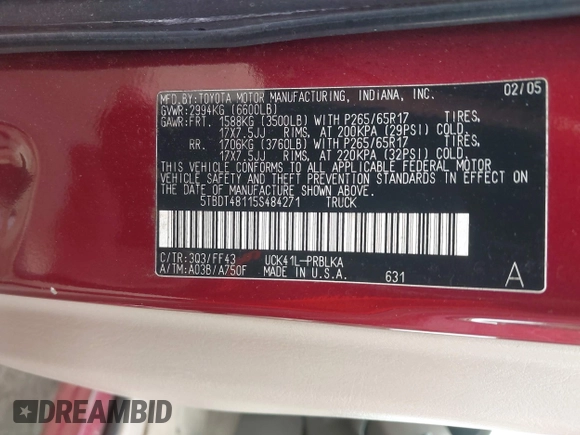 MFD.BY:TOYOTA MOTOR MANUFACTURING, INDIANA, INC. 02/05
GVWR:2994KG (6600LB)
GAWR:FRT. 1588KG (3500LB) WITH P265/65R17 TIRES,
17X7.5JJ RIMS, AT 200KPA (29PSI) COLD.
RR. 1706KG (3760LB) WITH P265/65R17 TIRES,
17X7.5JJ RIMS, AT 220KPA (32PSI) COLD.
THIS VEHICLE CONFORMS TO ALL APPLICABLE FEDERAL MOTOR
VEHICLE SAFETY AND THEFT PREVENTION STANDARDS IN EFFECT ON
THE DATE OF MANUFACTURE SHOWN ABOVE.
5TBDT48115S484271 TRUCK
C/TR:3Q3/FF43 UCK41L-PRBLKA
A/TM:A03B/A750F MADE IN U.S.A. 631
A
DREAMBID